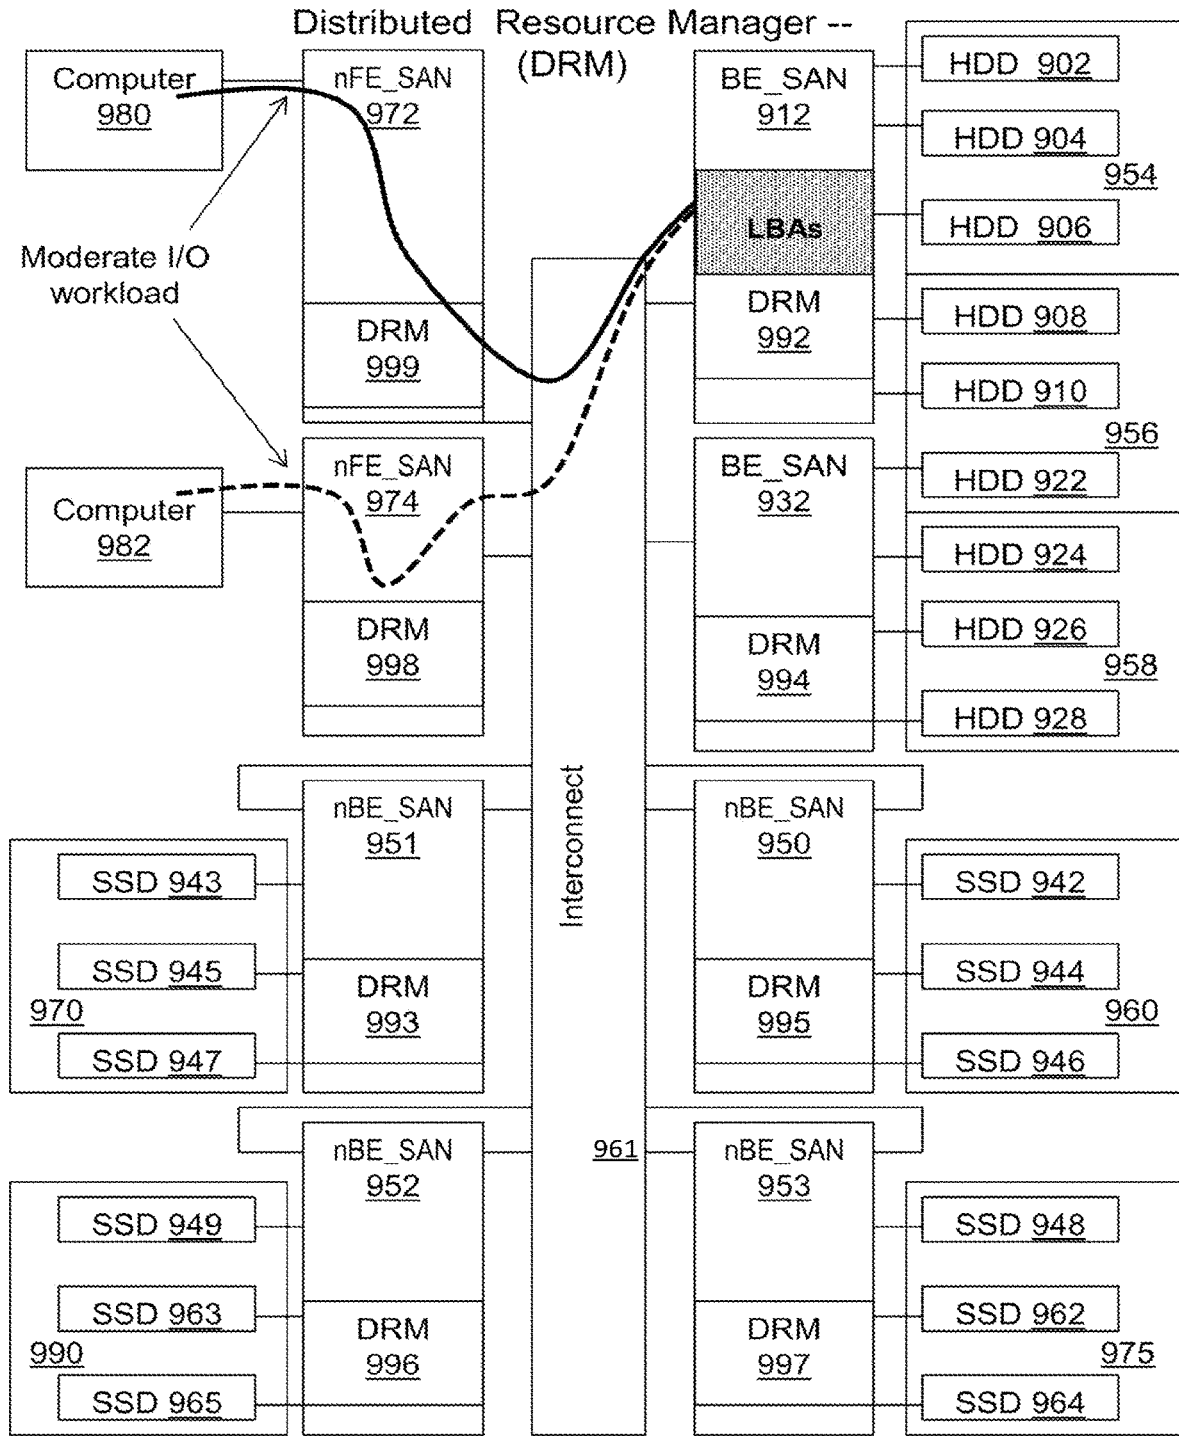 Distributed Resource Manager --
(DRM)
Computer
980
nFE_SAN
972
BE_SAN
912
HDD 902
HDD 904
954
LBAs
HDD 906
Moderate I/O
workload
DRM
999
DRM
992
HDD 908
HDD 910
956
Computer
982
nFE_SAN
974
BE_SAN
932
HDD 922
HDD 924
DRM
998
DRM
994
HDD 926
958
HDD 928
Interconnect
961
nBE_SAN
951
nBE_SAN
950
SSD 943
SSD 942
SSD 945
SSD 944
970
DRM
993
DRM
995
960
SSD 947
SSD 946
nBE_SAN
952
nBE_SAN
953
SSD 949
SSD 948
SSD 963
SSD 962
990
DRM
996
DRM
997
975
SSD 965
SSD 964